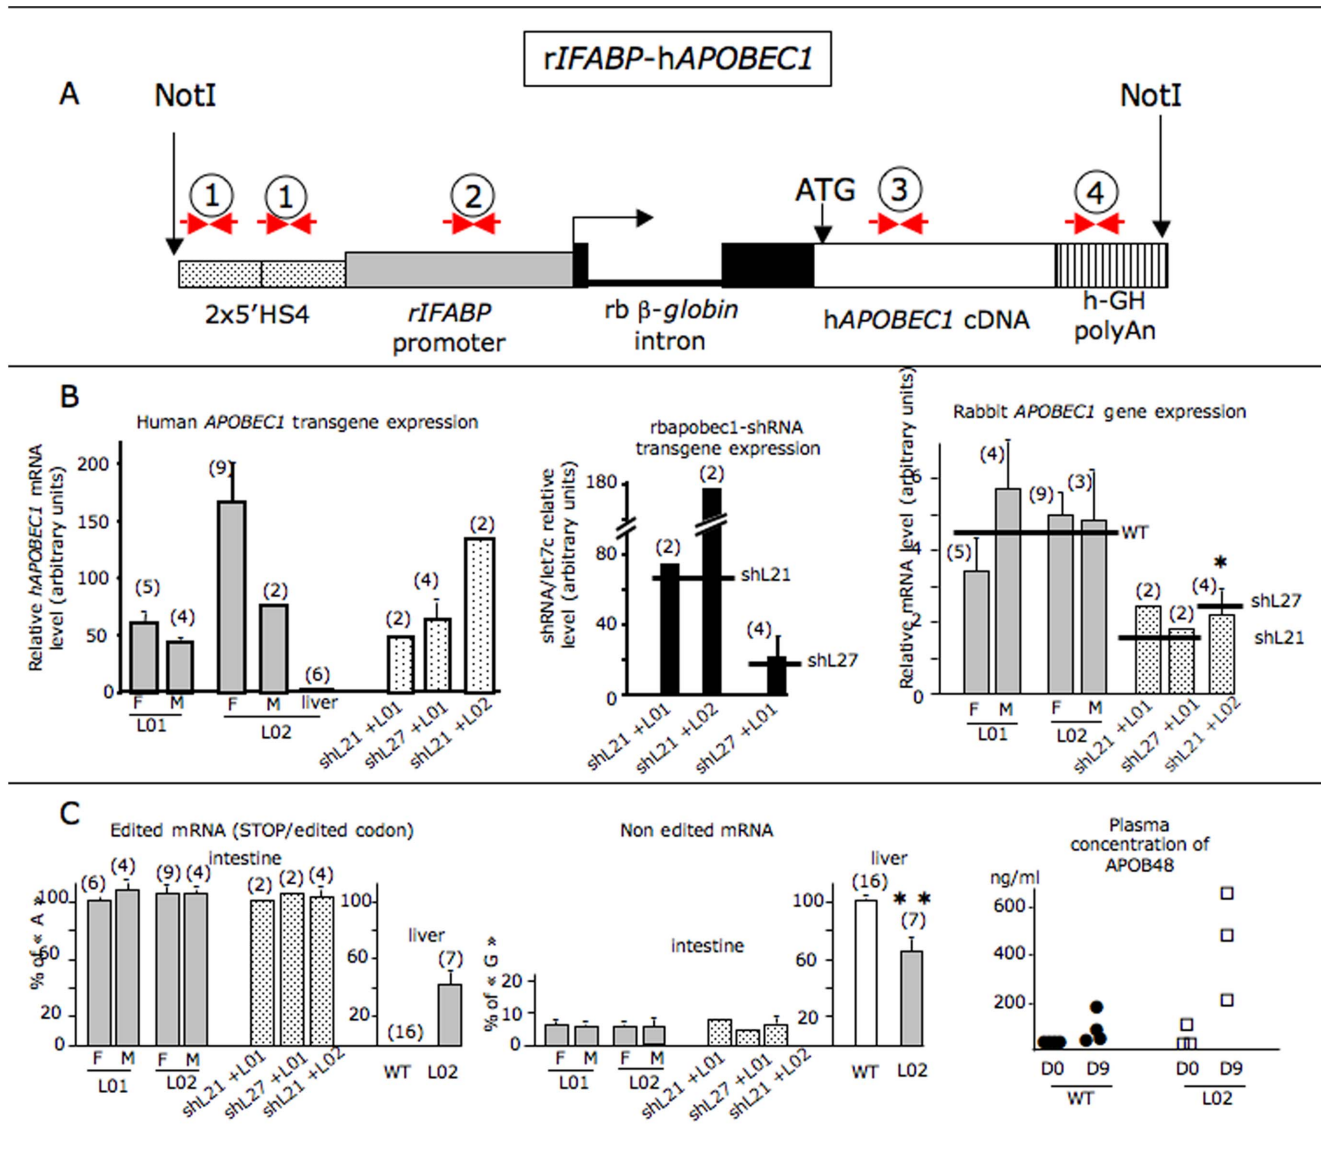 rIFABP-hAPOBEC1
A
NotI
NotI
1
1
2
ATG
3
4
2x5'HS4
rIFABP
promoter
rb β-globin
intron
hAPOBEC1 cDNA
h-GH
polyAn
B
Human APOBEC1 transgene expression
Relative hAPOBEC1 mRNA
level (arbitrary units)
200
150
100
50
0
(5)
(4)
(9)
(2)
(6)
(2)
(4)
(2)
F
M
F
M
liver
L01
L02
shL21 +L01
shL27 +L01
shL21 +L02
rbapobec1-shRNA
transgene expression
shRNA/let7c relative
level (arbitrary units)
180
80
40
0
(2)
(2)
(4)
shL21
shL27
shL21 +L01
shL21 +L02
shL27 +L01
Rabbit APOBEC1 gene expression
Relative mRNA level (arbitrary units)
6
4
2
0
(5)
(4)
(9)
(3)
(2)
(2)
(4)
*
WT
shL27
shL21
F
M
F
M
L01
L02
shL21 +L01
shL27 +L01
shL21 +L02
C
Edited mRNA (STOP/edited codon)
intestine
% of « A »
100
60
20
0
(6)
(4)
(9)
(4)
(2)
(2)
(4)
F
M
F
M
L01
L02
shL21 +L01
shL27 +L01
shL21 +L02
100
60
20
liver
(16)
(7)
WT
L02
Non edited mRNA
intestine
% of « G »
20
10
0
F
M
F
M
L01
L02
shL21 +L01
shL27 +L01
shL21 +L02
liver
100
60
20
(16)
* *
(7)
WT
L02
Plasma
concentration of
APOB48
ng/ml
600
400
200
D0
D9
D0
D9
WT
L02